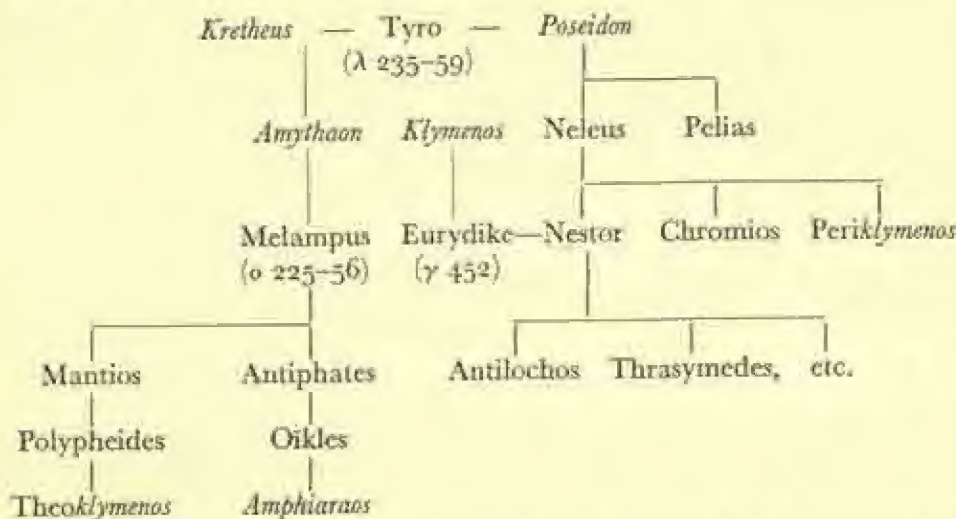 Kretheus — Tyro — Poseidon
(λ 235–59)
Amythaon Klymenos Neleus Pelias
Melampus Eurydike—Nestor Chromios Periklymenos
(ο 225–56) (γ 452)
Mantios Antiphates Antilochos Thrasymedes, etc.
Polypheides Oïkles
Theoklymenos Amphiaraos